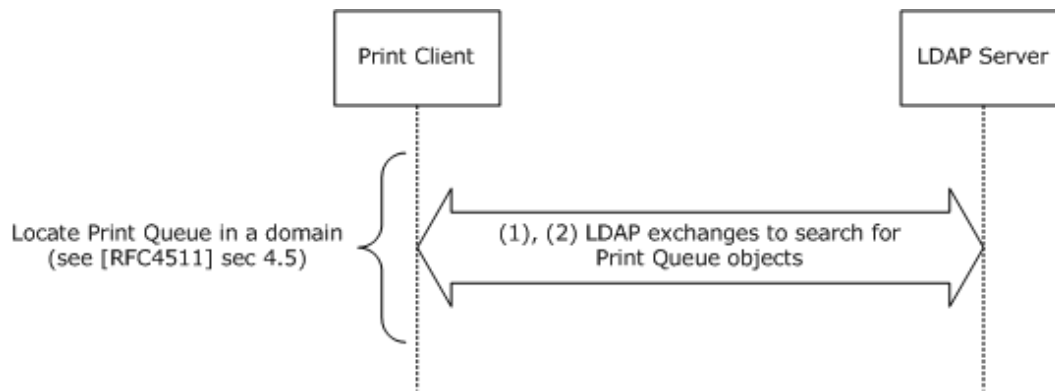 Print Client
LDAP Server
Locate Print Queue in a domain
(see [RFC4511] sec 4.5)
(1), (2) LDAP exchanges to search for
Print Queue objects